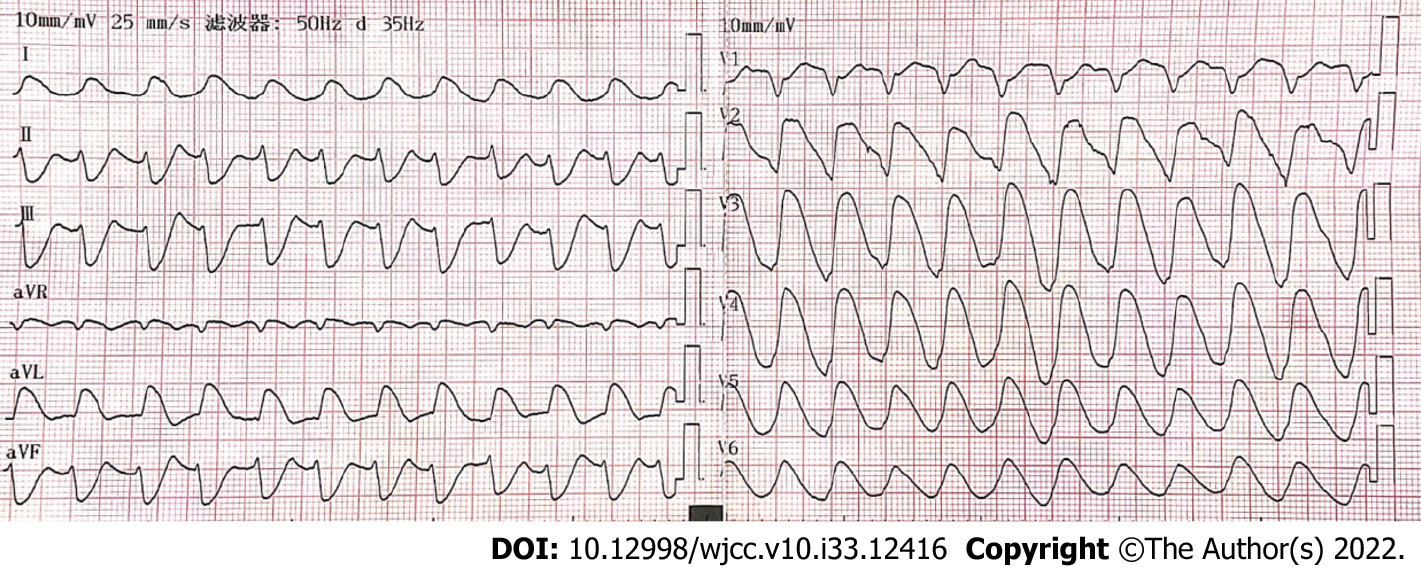 10mm/mV 25 mm/s 滤波器: 50Hz d 35Hz
10mm/mV
I
II
III
aVR
aVL
aVF
V1
V2
V3
V4
V5
V6
DOI: 10.12998/wjcc.v10.i33.12416 Copyright ©The Author(s) 2022.